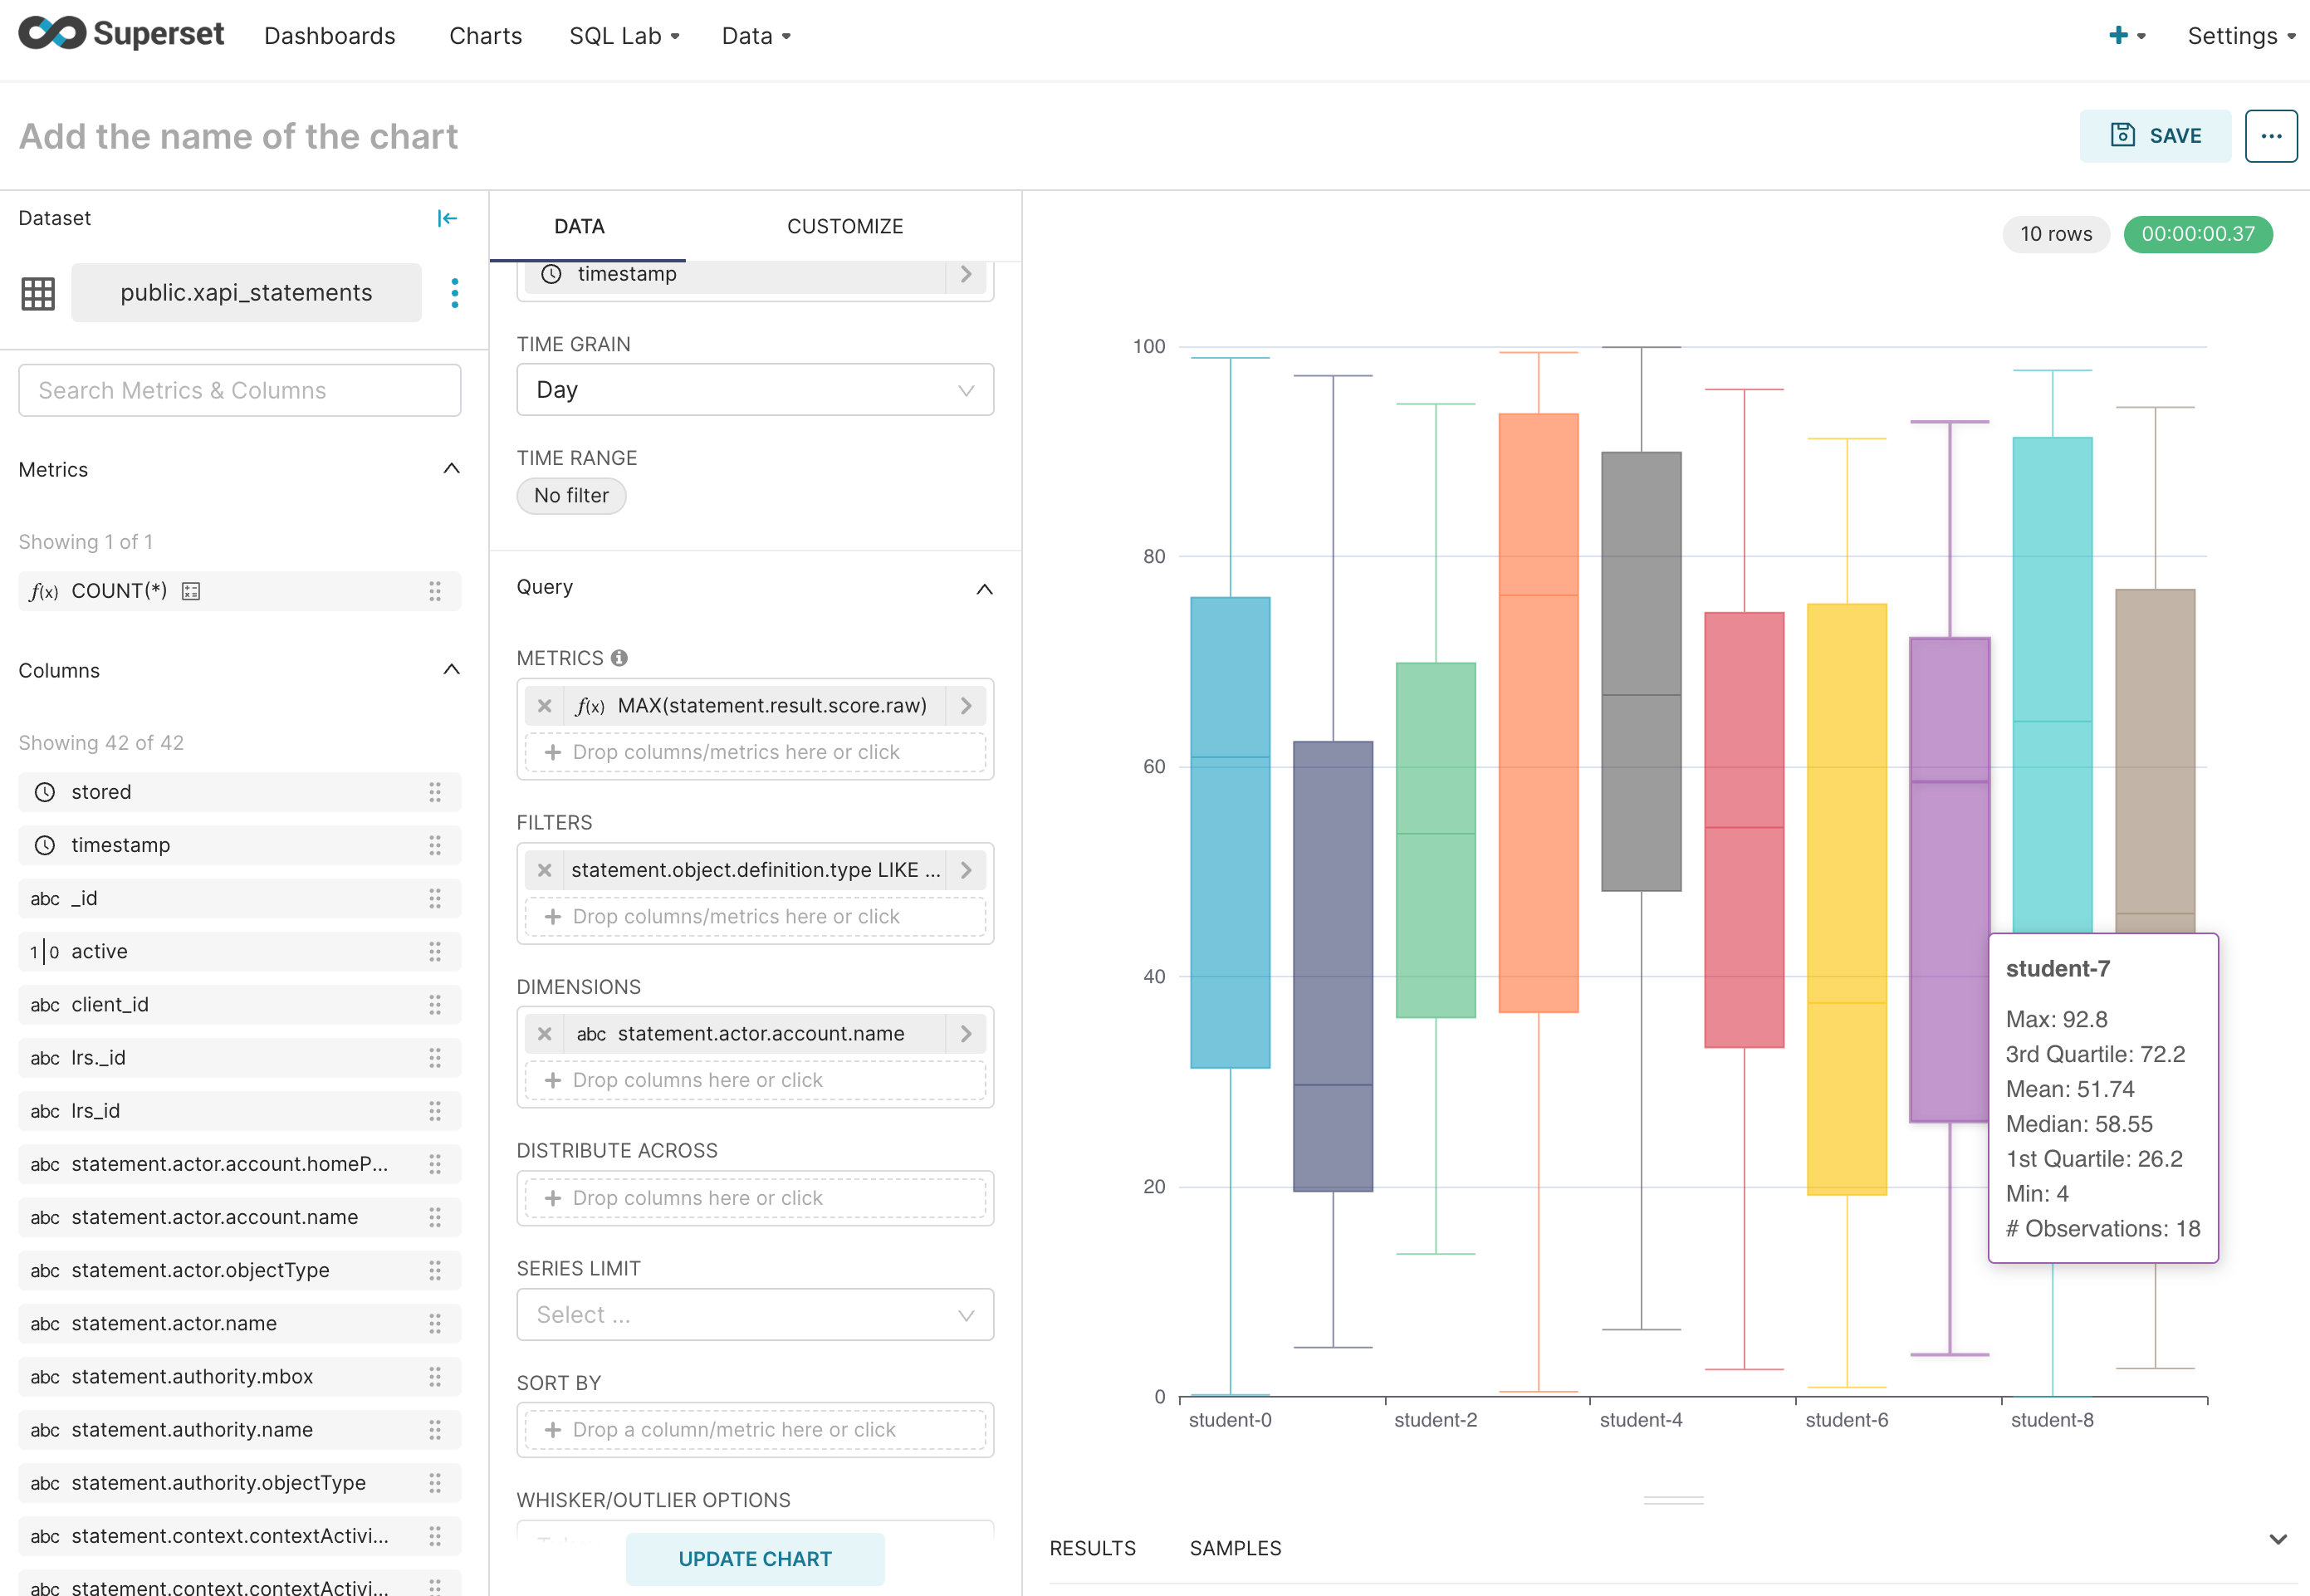 Superset Dashboards Charts SQL Lab Data Settings
Add the name of the chart
SAVE
Dataset
public.xapi_statements
Search Metrics & Columns
Metrics
Showing 1 of 1
f(x) COUNT(*)
Columns
Showing 42 of 42
stored
timestamp
abc _id
1|0 active
abc client_id
abc lrs._id
abc lrs_id
abc statement.actor.account.homeP...
abc statement.actor.account.name
abc statement.actor.objectType
abc statement.actor.name
abc statement.authority.mbox
abc statement.authority.name
abc statement.authority.objectType
abc statement.context.contextActivi...
abc statement.context.contextActivi...
DATA CUSTOMIZE
timestamp
TIME GRAIN
Day
TIME RANGE
No filter
Query
METRICS
f(x) MAX(statement.result.score.raw)
Drop columns/metrics here or click
FILTERS
statement.object.definition.type LIKE ...
Drop columns/metrics here or click
DIMENSIONS
abc statement.actor.account.name
Drop columns here or click
DISTRIBUTE ACROSS
Drop columns here or click
SERIES LIMIT
Select ...
SORT BY
Drop a column/metric here or click
WHISKER/OUTLIER OPTIONS
UPDATE CHART
10 rows 00:00:00.37
100
80
60
40
20
0
student-0 student-2 student-4 student-6 student-8
student-7
Max: 92.8
3rd Quartile: 72.2
Mean: 51.74
Median: 58.55
1st Quartile: 26.2
Min: 4
# Observations: 18
RESULTS SAMPLES